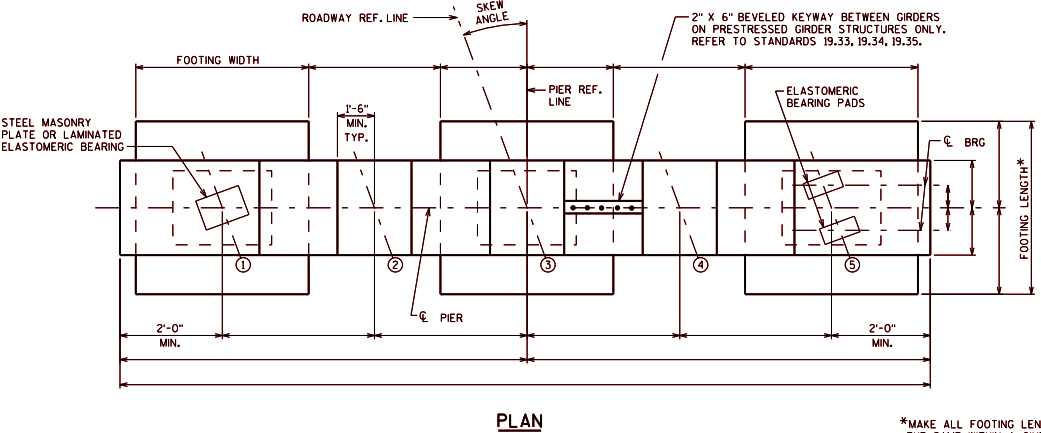 ROADWAY REF. LINE
SKEW
ANGLE
2" X 6" BEVELED KEYWAY BETWEEN GIRDERS
ON PRESTRESSED GIRDER STRUCTURES ONLY.
REFER TO STANDARDS 19.33, 19.34, 19.35.
FOOTING WIDTH
PIER REF.
LINE
ELASTOMERIC
BEARING PADS
1'-6"
MIN.
TYP.
STEEL MASONRY
PLATE OR LAMINATED
ELASTOMERIC BEARING
℄ BRG
FOOTING LENGTH*
1
2
3
4
5
℄ PIER
2'-0"
MIN.
2'-0"
MIN.
PLAN
*MAKE ALL FOOTING LEN